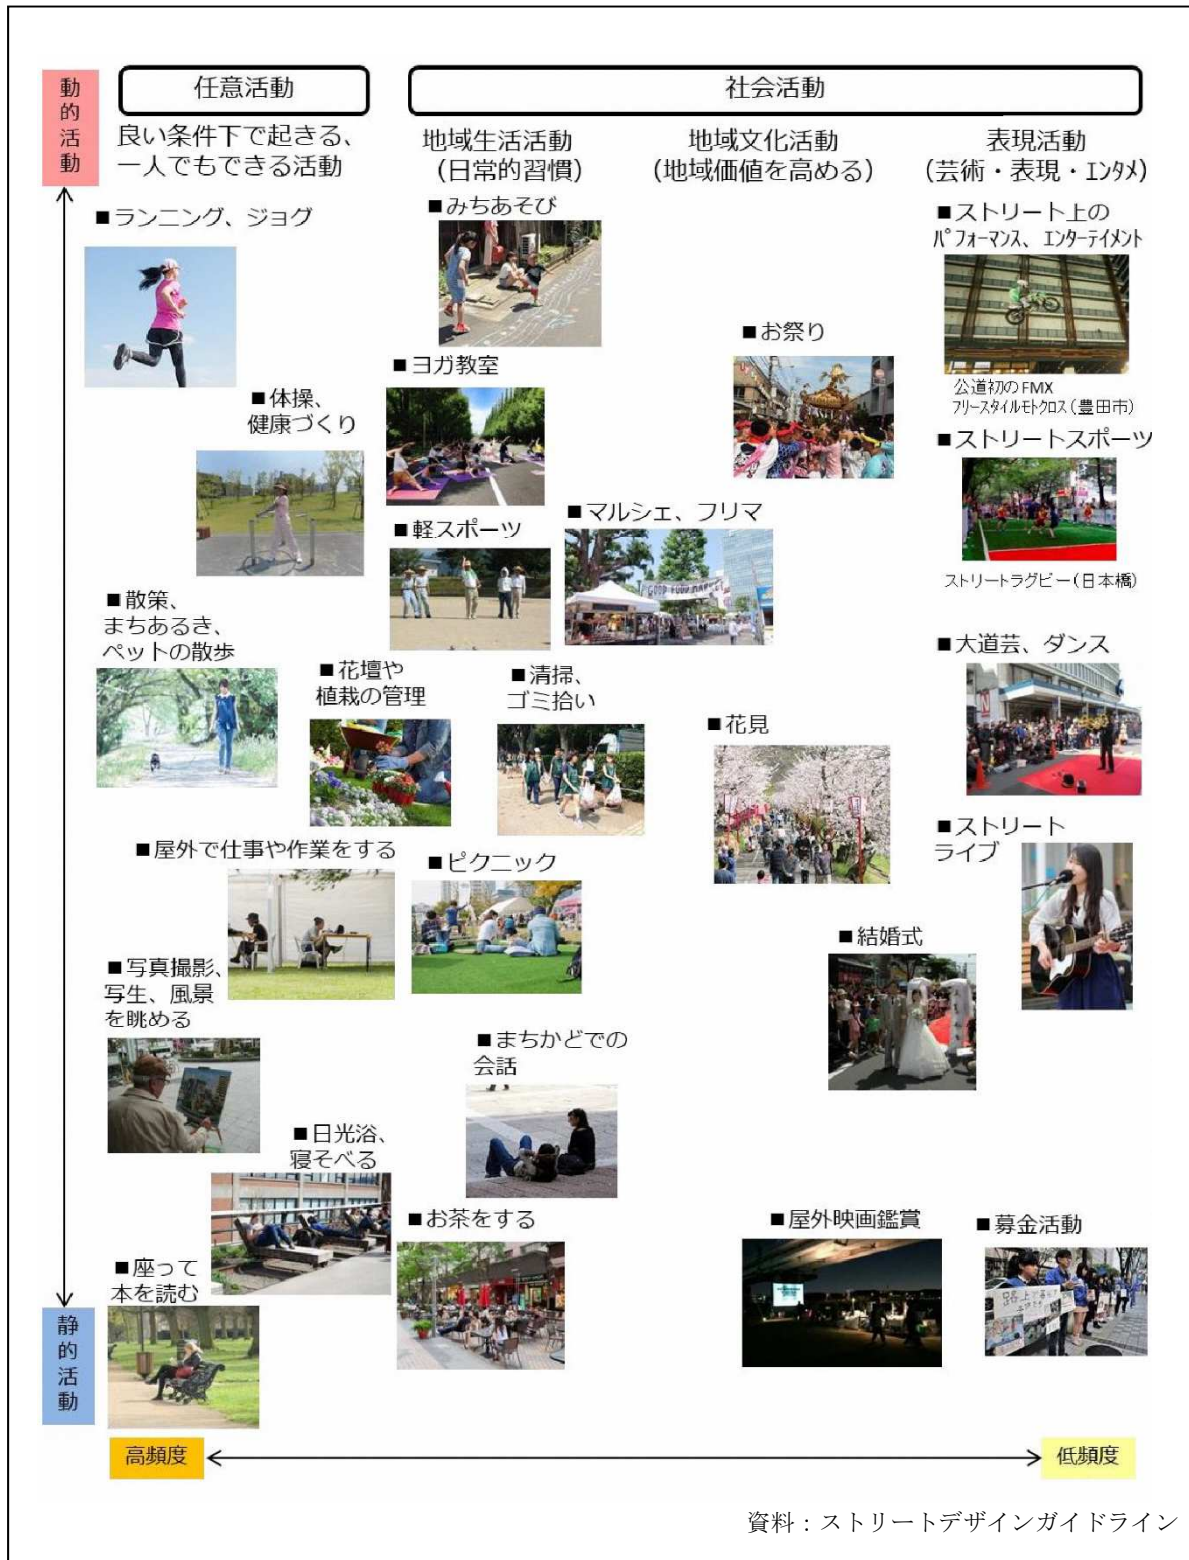 動的活動
任意活動
社会活動
良い条件下で起きる、
一人でもできる活動
地域生活活動
(日常的習慣)
地域文化活動
(地域価値を高める)
表現活動
(芸術・表現・エンタメ)
■ランニング、ジョグ
■みちあそび
■ストリート上の
パフォーマンス、エンターテイメント
■お祭り
■ヨガ教室
公道初のFMX
フリースタイルモトクロス(豊田市)
■体操、
健康づくり
■ストリートスポーツ
■軽スポーツ
■マルシェ、フリマ
GOOD FOOD MARKET
ストリートラグビー(日本橋)
■散策、
まちあるき、
ペットの散歩
■花壇や
植栽の管理
■清掃、
ゴミ拾い
■大道芸、ダンス
■花見
■ストリート
ライブ
■屋外で仕事や作業をする
■ピクニック
■結婚式
■写真撮影、
写生、風景
を眺める
■まちかどでの
会話
■日光浴、
寝そべる
■お茶をする
■屋外映画鑑賞
■募金活動
■座って
本を読む
静的活動
高頻度
低頻度
資料：ストリートデザインガイドライン